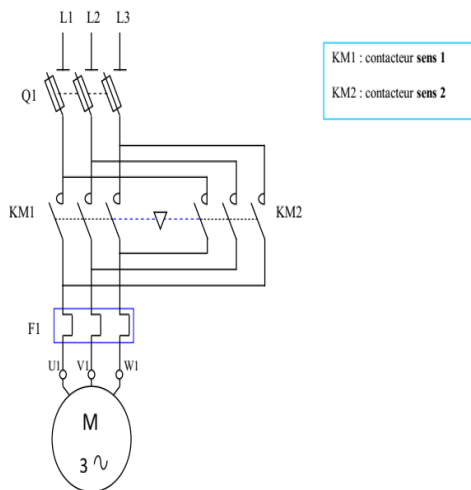 L1 L2 L3
Q1
KM1 : contacteur sens 1
KM2 : contacteur sens 2
KM1 KM2
F1
U1 V1 W1
M
3